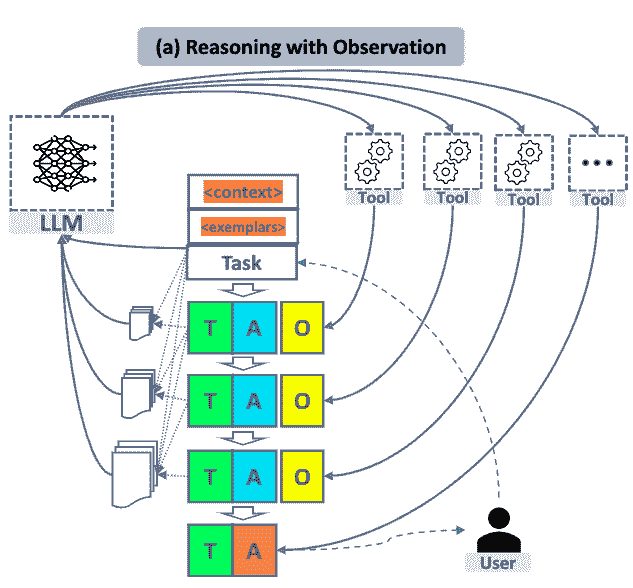 (a) Reasoning with Observation
LLM
Tool
Tool
Tool
Tool
<context>
<exemplars>
Task
T A O
T A O
T A O
T A
User